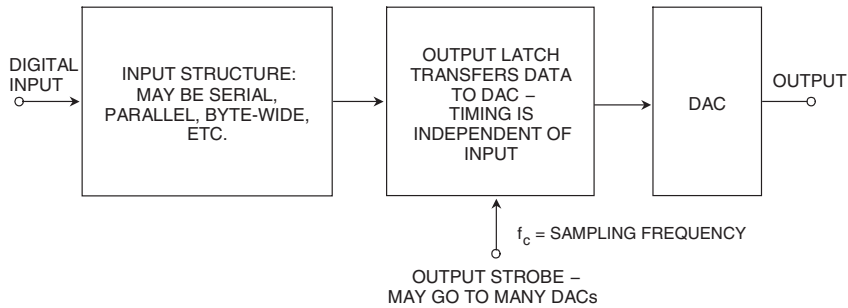 DIGITAL
INPUT
INPUT STRUCTURE:
MAY BE SERIAL,
PARALLEL, BYTE-WIDE,
ETC.
OUTPUT LATCH
TRANSFERS DATA
TO DAC –
TIMING IS
INDEPENDENT OF
INPUT
DAC
OUTPUT
fc = SAMPLING FREQUENCY
OUTPUT STROBE –
MAY GO TO MANY DACs